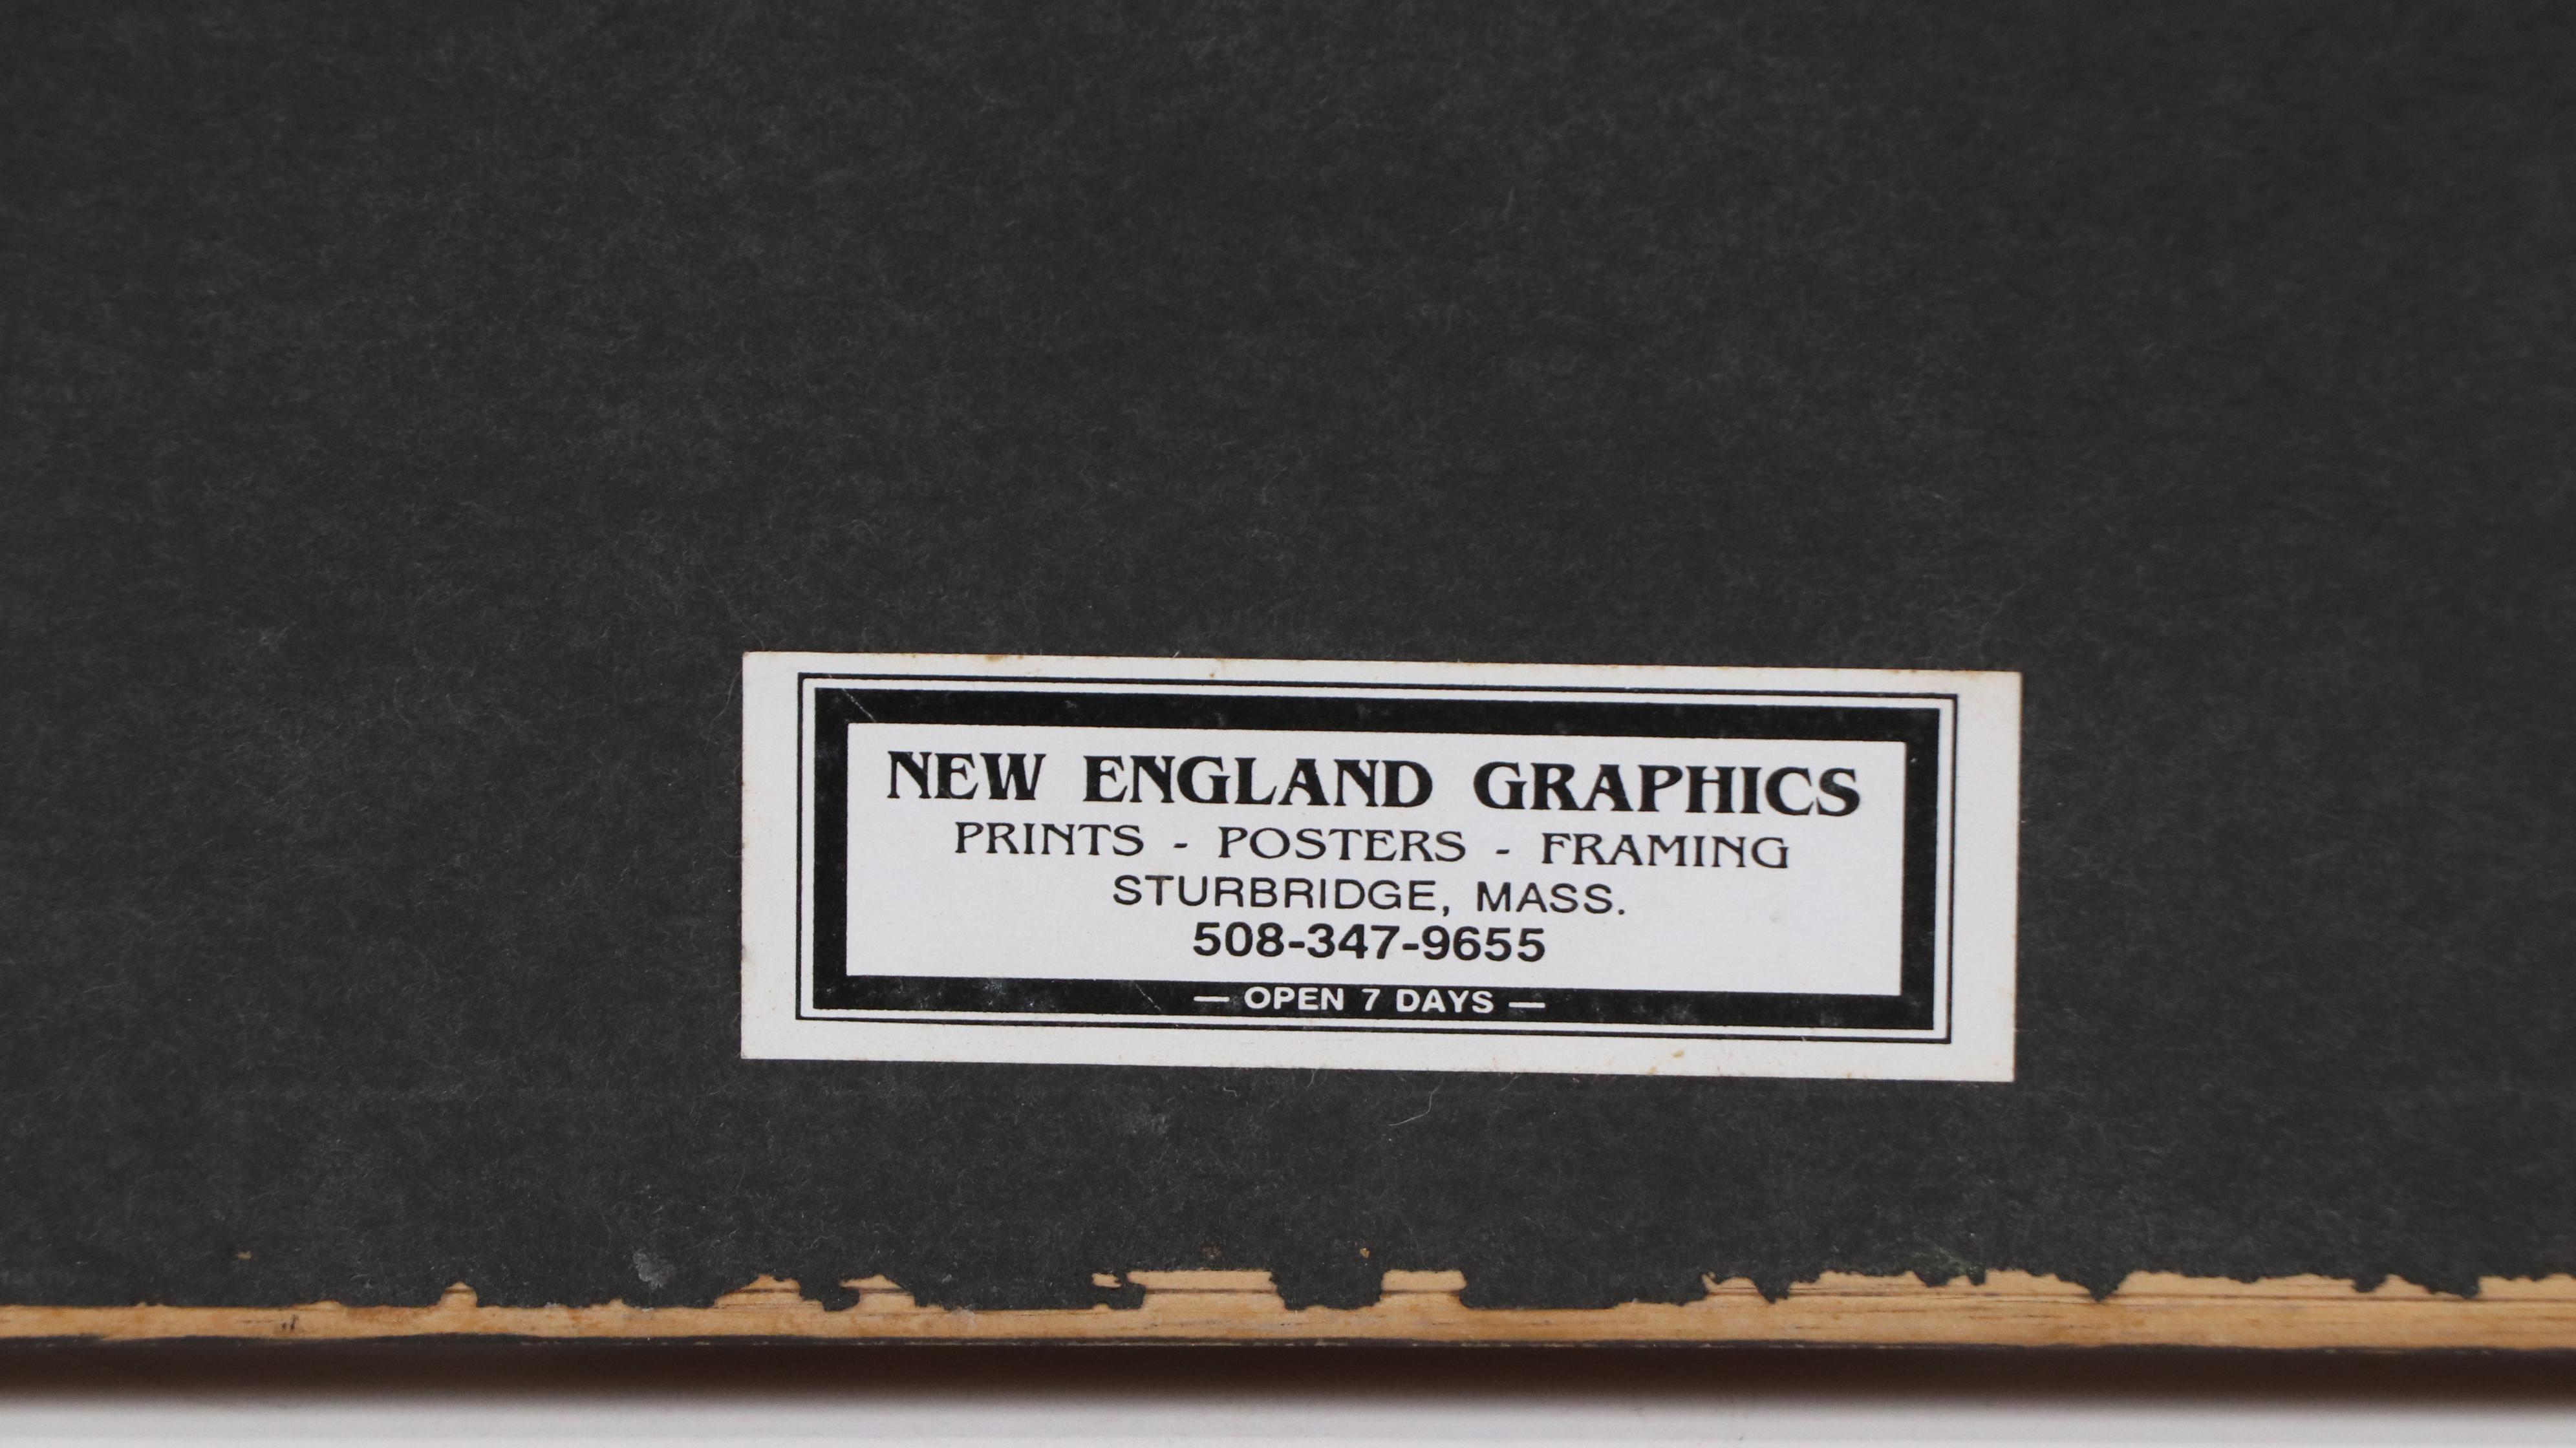 NEW ENGLAND GRAPHICS
PRINTS - POSTERS - FRAMING
STURBRIDGE, MASS.
508-347-9655
— OPEN 7 DAYS —